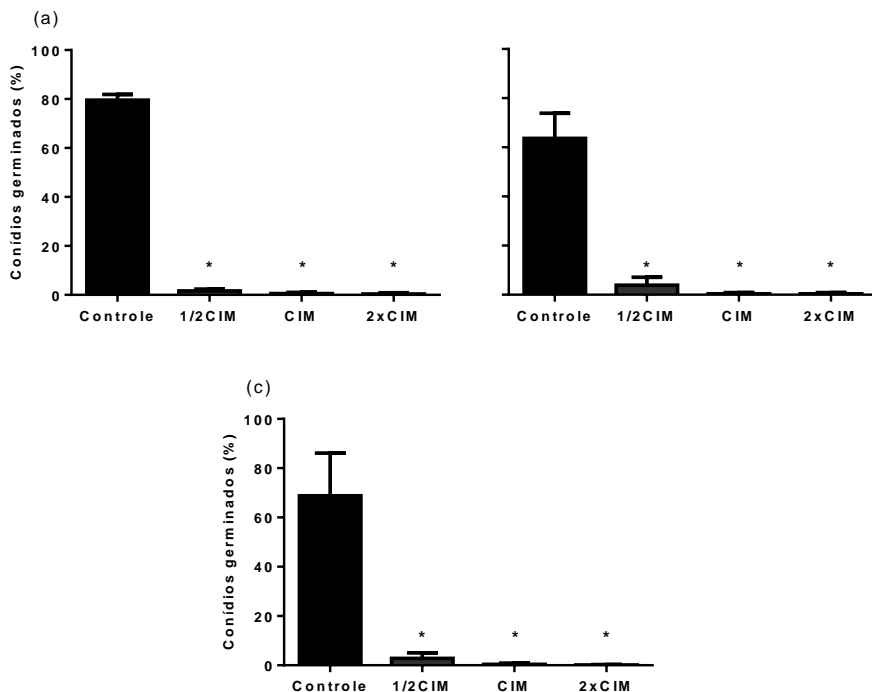 (a)
Conídios germinados (%)
100
80
60
40
20
0
* * *
Controle 1/2CIM CIM 2xCIM
* * *
Controle 1/2CIM CIM 2xCIM
(c)
Conídios germinados (%)
100
80
60
40
20
0
* * *
Controle 1/2CIM CIM 2xCIM